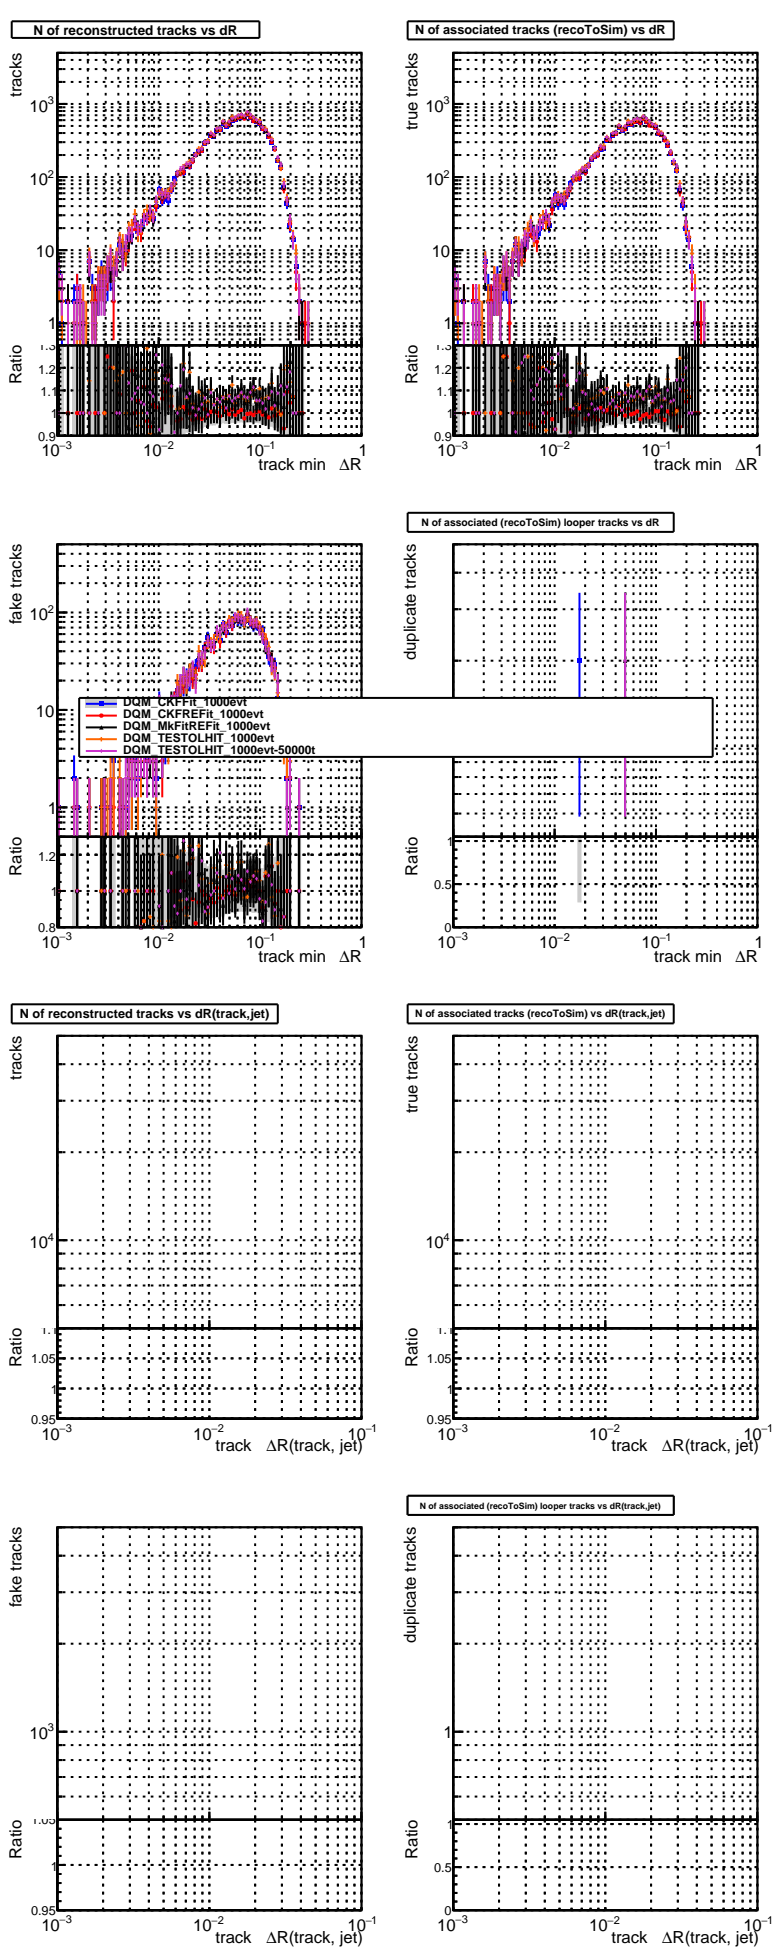 N of reconstructed tracks vs dR
N of associated tracks (recoToSim) vs dR
tracks
10³
10²
10
1
Ratio
1.3
1.2
1.1
1
0.9
10⁻³
10⁻²
10⁻¹
1
track min ΔR
true tracks
10³
10²
10
1
Ratio
1.3
1.2
1.1
1
0.9
10⁻³
10⁻²
10⁻¹
1
track min ΔR
N of associated (recoToSim) looper tracks vs dR
fake tracks
10²
10
1
Ratio
1.2
1
0.8
10⁻³
10⁻²
10⁻¹
1
track min ΔR
duplicate tracks
Ratio
1
0.5
0
10⁻³
10⁻²
10⁻¹
1
track min ΔR
DQM_CKFFit_1000evt
DQM_CKFREFit_1000evt
DQM_MkFitREFit_1000evt
DQM_TESTOLHIT_1000evt
DQM_TESTOLHIT_1000evt-50000t
N of reconstructed tracks vs dR(track,jet)
N of associated tracks (recoToSim) vs dR(track,jet)
tracks
10⁴
Ratio
1.1
1.05
1
0.95
10⁻³
10⁻²
10⁻¹
track ΔR(track, jet)
true tracks
10⁴
Ratio
1.1
1.05
1
0.95
10⁻³
10⁻²
10⁻¹
track ΔR(track, jet)
N of associated (recoToSim) looper tracks vs dR(track,jet)
fake tracks
10³
Ratio
1.05
1
0.95
10⁻³
10⁻²
10⁻¹
track ΔR(track, jet)
duplicate tracks
1
Ratio
1
0.5
0
10⁻³
10⁻²
10⁻¹
track ΔR(track, jet)